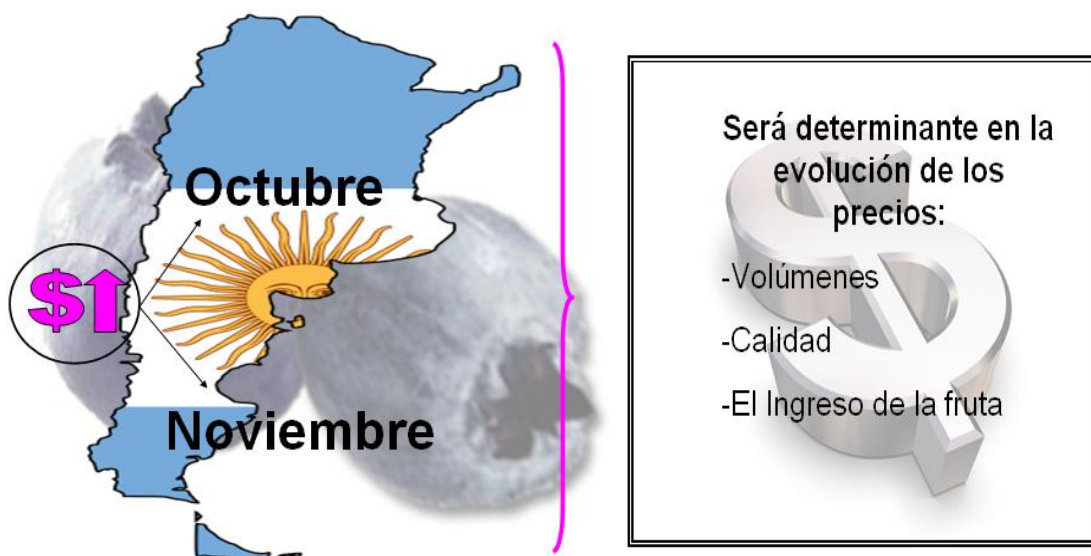 Octubre
$
Noviembre
Será determinante en la
evolución de los
precios:
-Volúmenes
-Calidad
-El Ingreso de la fruta